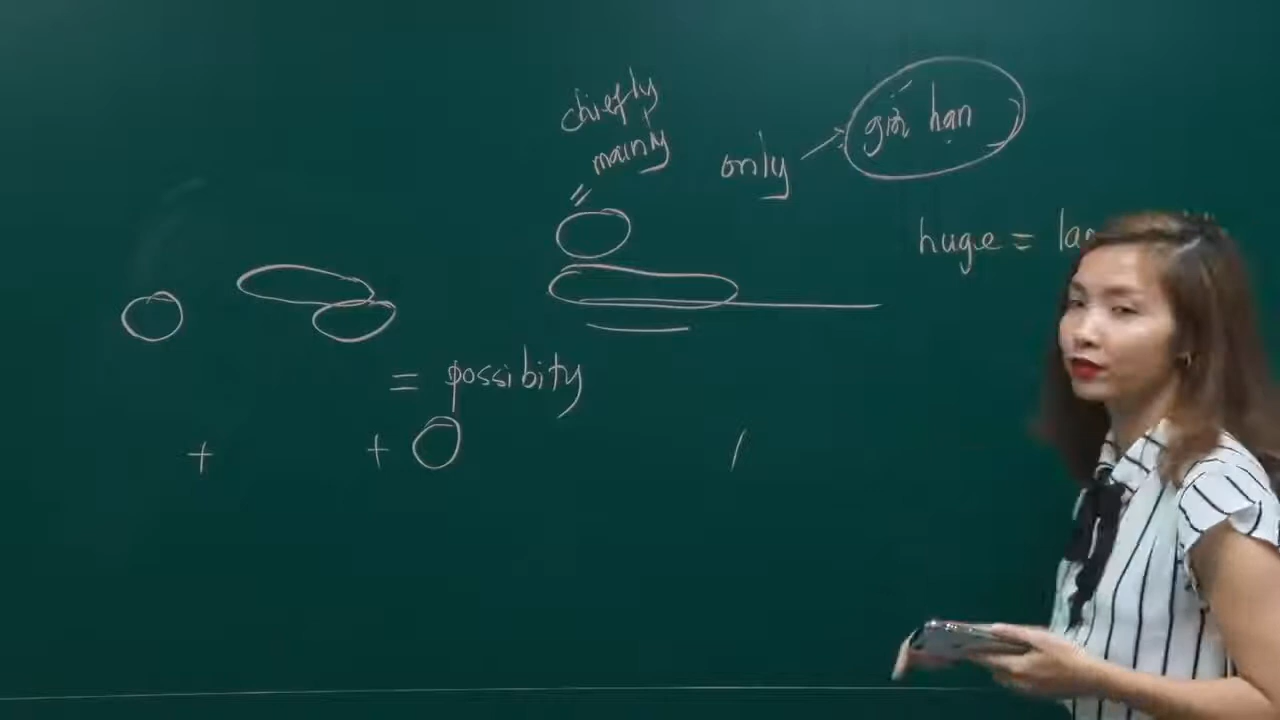 chiefly
mainly
only → giới hạn
=
huge =
= possibity
+ +